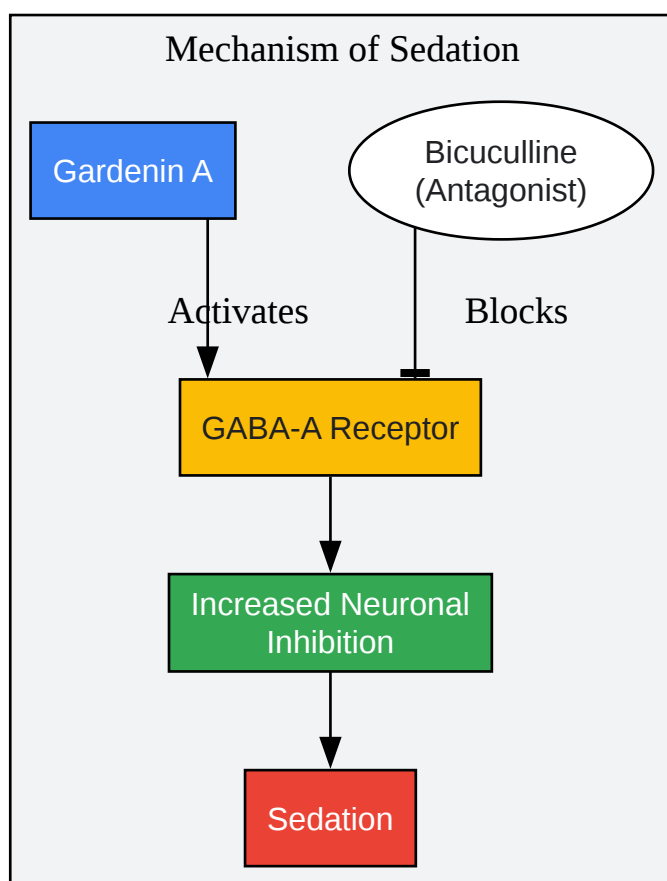 Mechanism of Sedation
Gardenin A
Bicuculline
(Antagonist)
Activates
Blocks
GABA-A Receptor
Increased Neuronal
Inhibition
Sedation